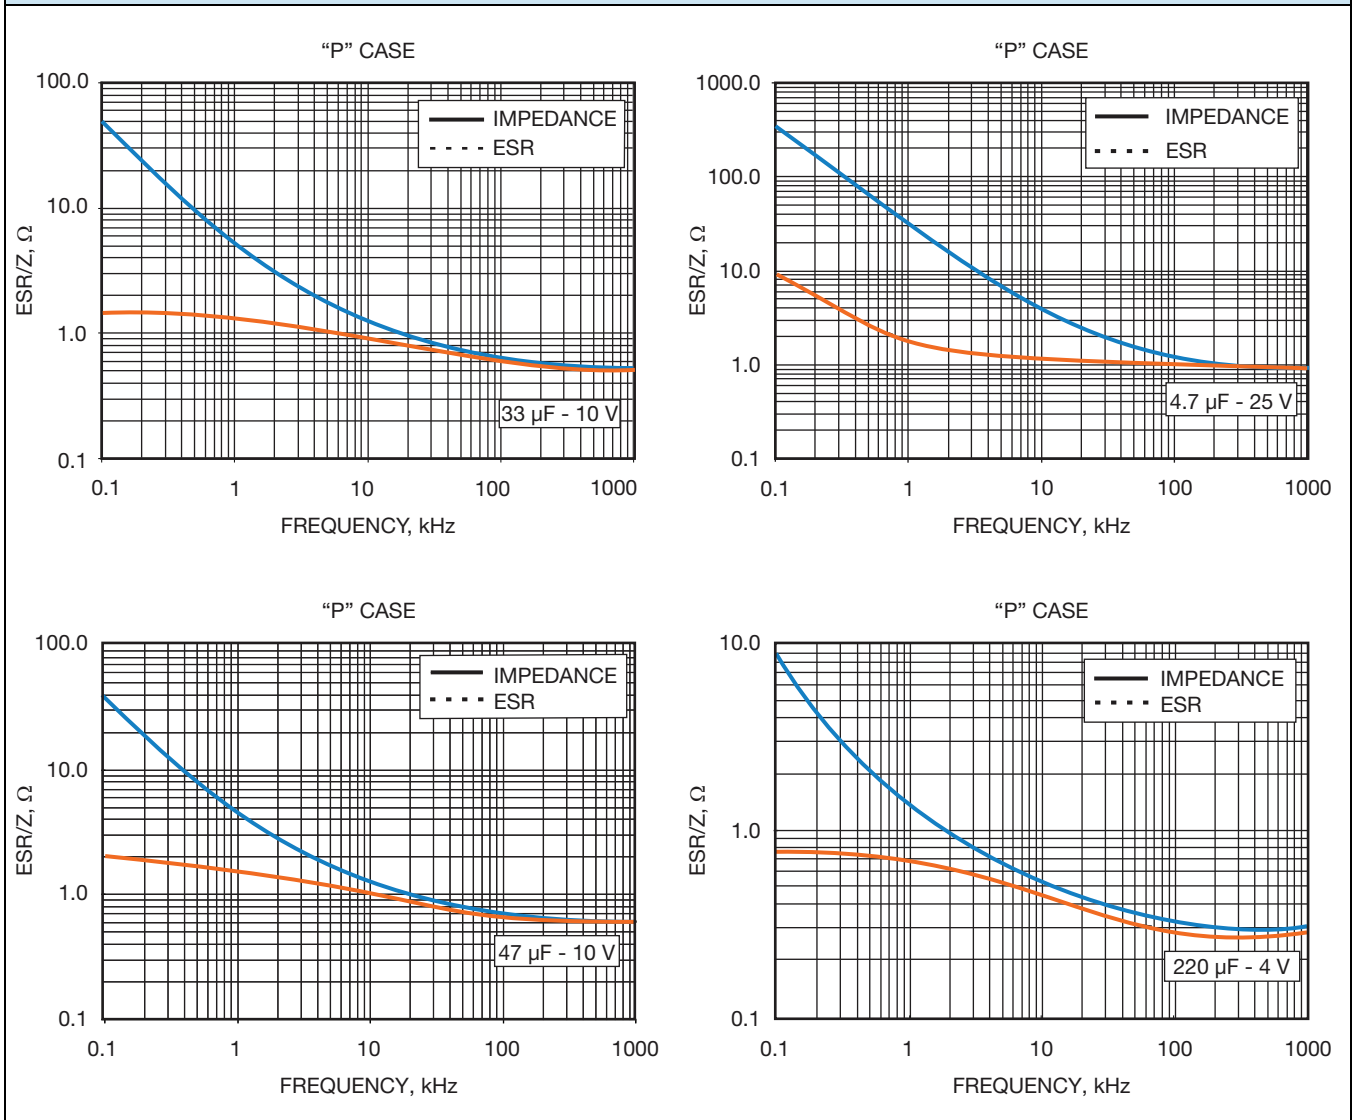 “P” CASE
100.0
10.0
1.0
0.1
ESR/Z, Ω
IMPEDANCE
ESR
33 µF - 10 V
0.1 1 10 100 1000
FREQUENCY, kHz
“P” CASE
1000.0
100.0
10.0
1.0
0.1
ESR/Z, Ω
IMPEDANCE
ESR
4.7 µF - 25 V
0.1 1 10 100 1000
FREQUENCY, kHz
“P” CASE
100.0
10.0
1.0
0.1
ESR/Z, Ω
IMPEDANCE
ESR
47 µF - 10 V
0.1 1 10 100 1000
FREQUENCY, kHz
“P” CASE
10.0
1.0
0.1
ESR/Z, Ω
IMPEDANCE
ESR
220 µF - 4 V
0.1 1 10 100 1000
FREQUENCY, kHz